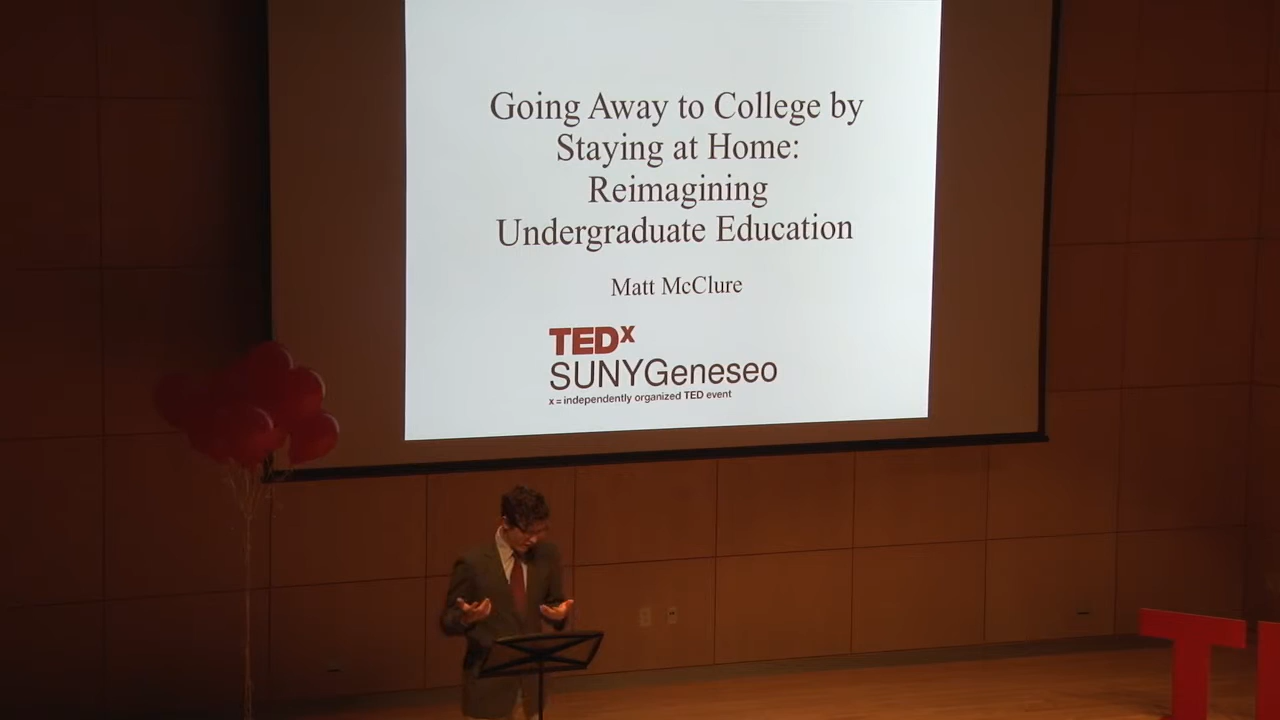 Going Away to College by
Staying at Home:
Reimagining
Undergraduate Education
Matt McClure
TEDx
SUNYGeneseo
x = independently organized TED event
T